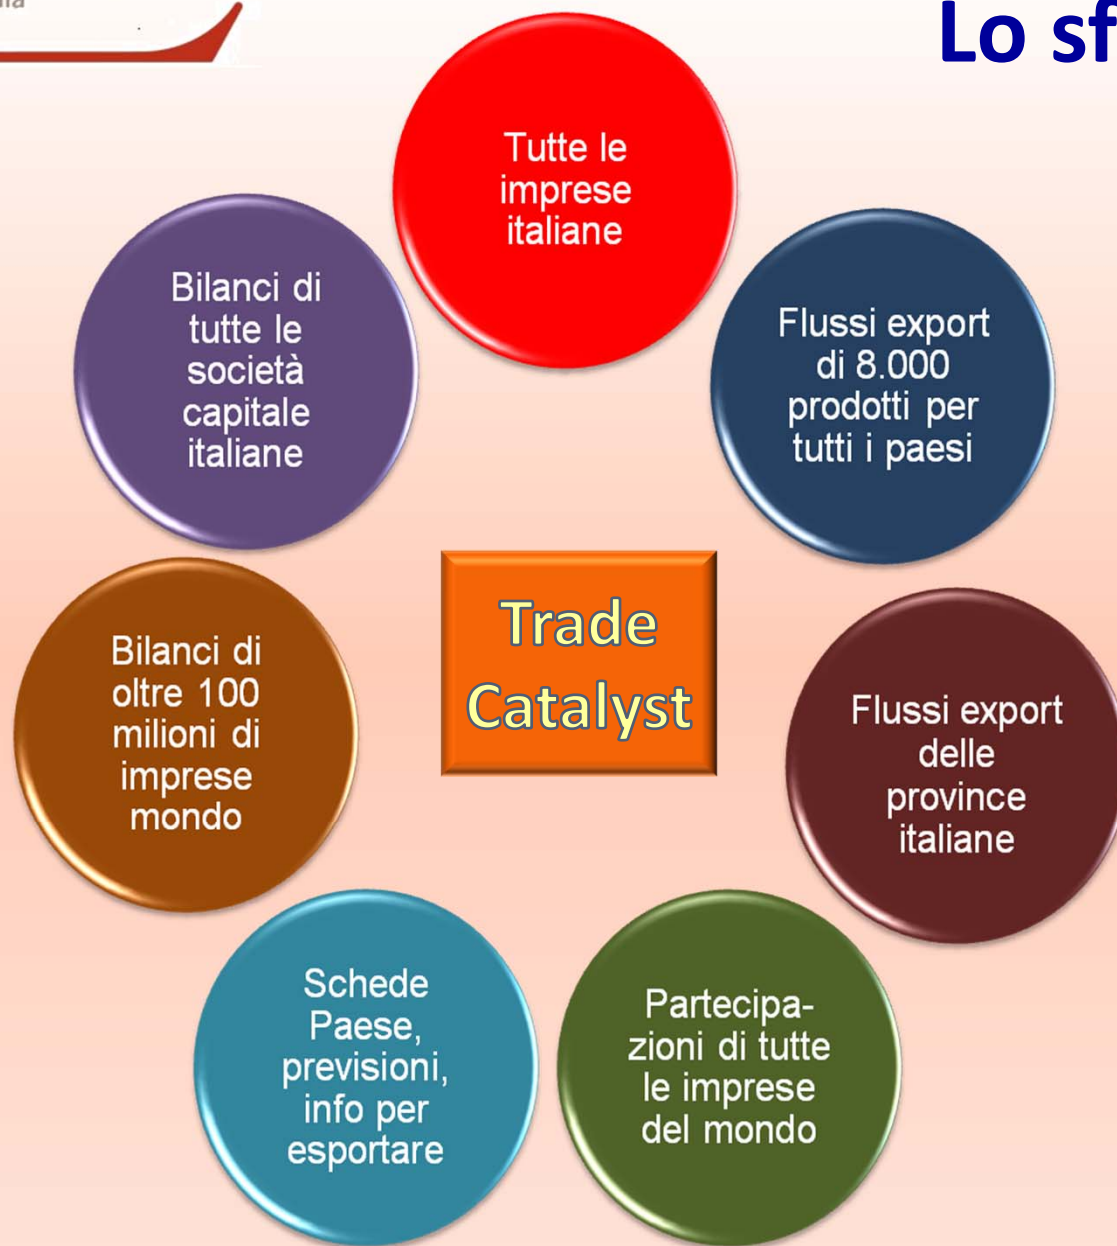 Lo sf
Tutte le
imprese
italiane
Flussi export
di 8.000
prodotti per
tutti i paesi
Flussi export
delle
province
italiane
Partecipa-
zioni di tutte
le imprese
del mondo
Schede
Paese,
previsioni,
info per
esportare
Bilanci di
oltre 100
milioni di
imprese
mondo
Bilanci di
tutte le
società
capitale
italiane
Trade
Catalyst